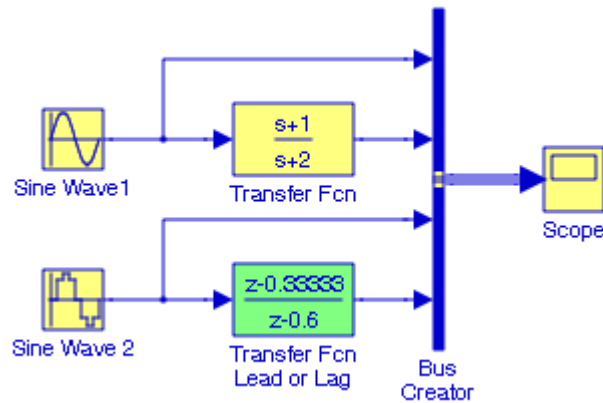 s+1
s+2
Sine Wave1
Transfer Fcn
Scope
z-0.33333
z-0.6
Sine Wave 2
Transfer Fcn
Lead or Lag
Bus
Creator